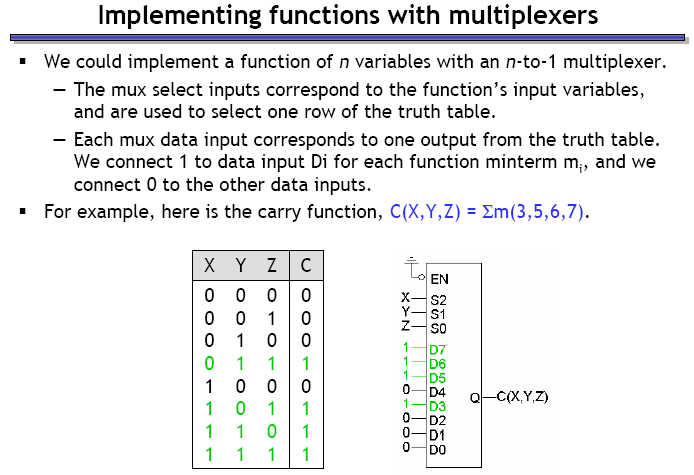 Implementing functions with multiplexers
▪ We could implement a function of n variables with an n-to-1 multiplexer.
— The mux select inputs correspond to the function's input variables,
and are used to select one row of the truth table.
— Each mux data input corresponds to one output from the truth table.
We connect 1 to data input Di for each function minterm mi, and we
connect 0 to the other data inputs.
▪ For example, here is the carry function, C(X,Y,Z) = Σm(3,5,6,7).
X Y Z C
0 0 0 0
0 0 1 0
0 1 0 0
0 1 1 1
1 0 0 0
1 0 1 1
1 1 0 1
1 1 1 1
EN
X S2
Y S1
Z S0
1 D7
1 D6
1 D5
0 D4
Q C(X,Y,Z)
1 D3
0 D2
0 D1
0 D0